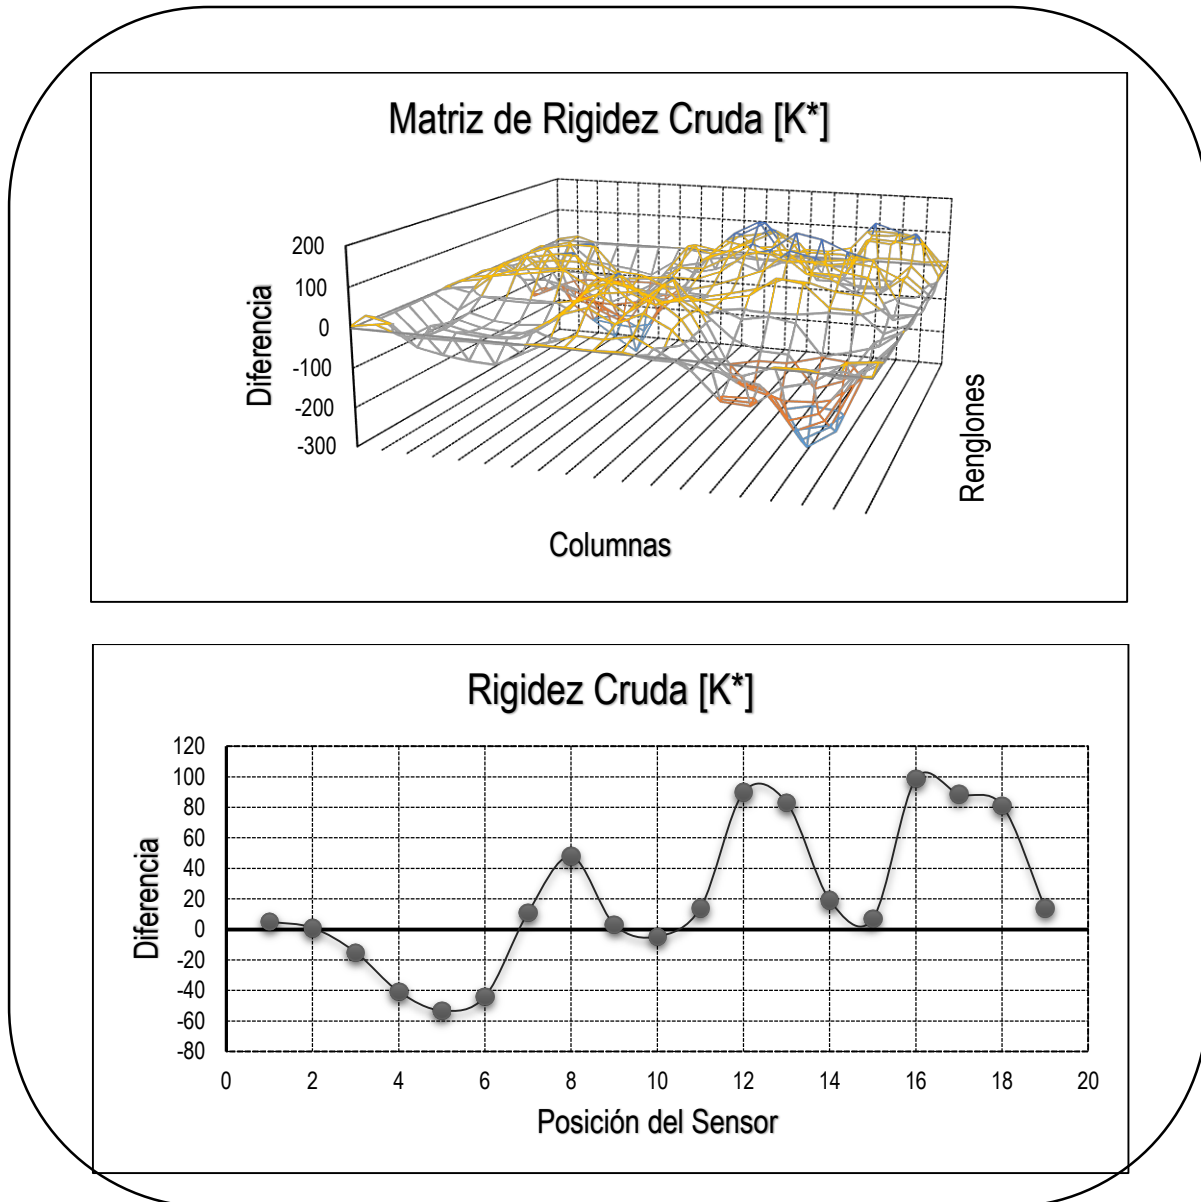 Matriz de Rigidez Cruda [K*]
200
100
0
-100
-200
-300
Diferencia
Columnas
Renglones
Rigidez Cruda [K*]
120
100
80
60
40
20
0
-20
-40
-60
-80
Diferencia
0 2 4 6 8 10 12 14 16 18 20
Posición del Sensor